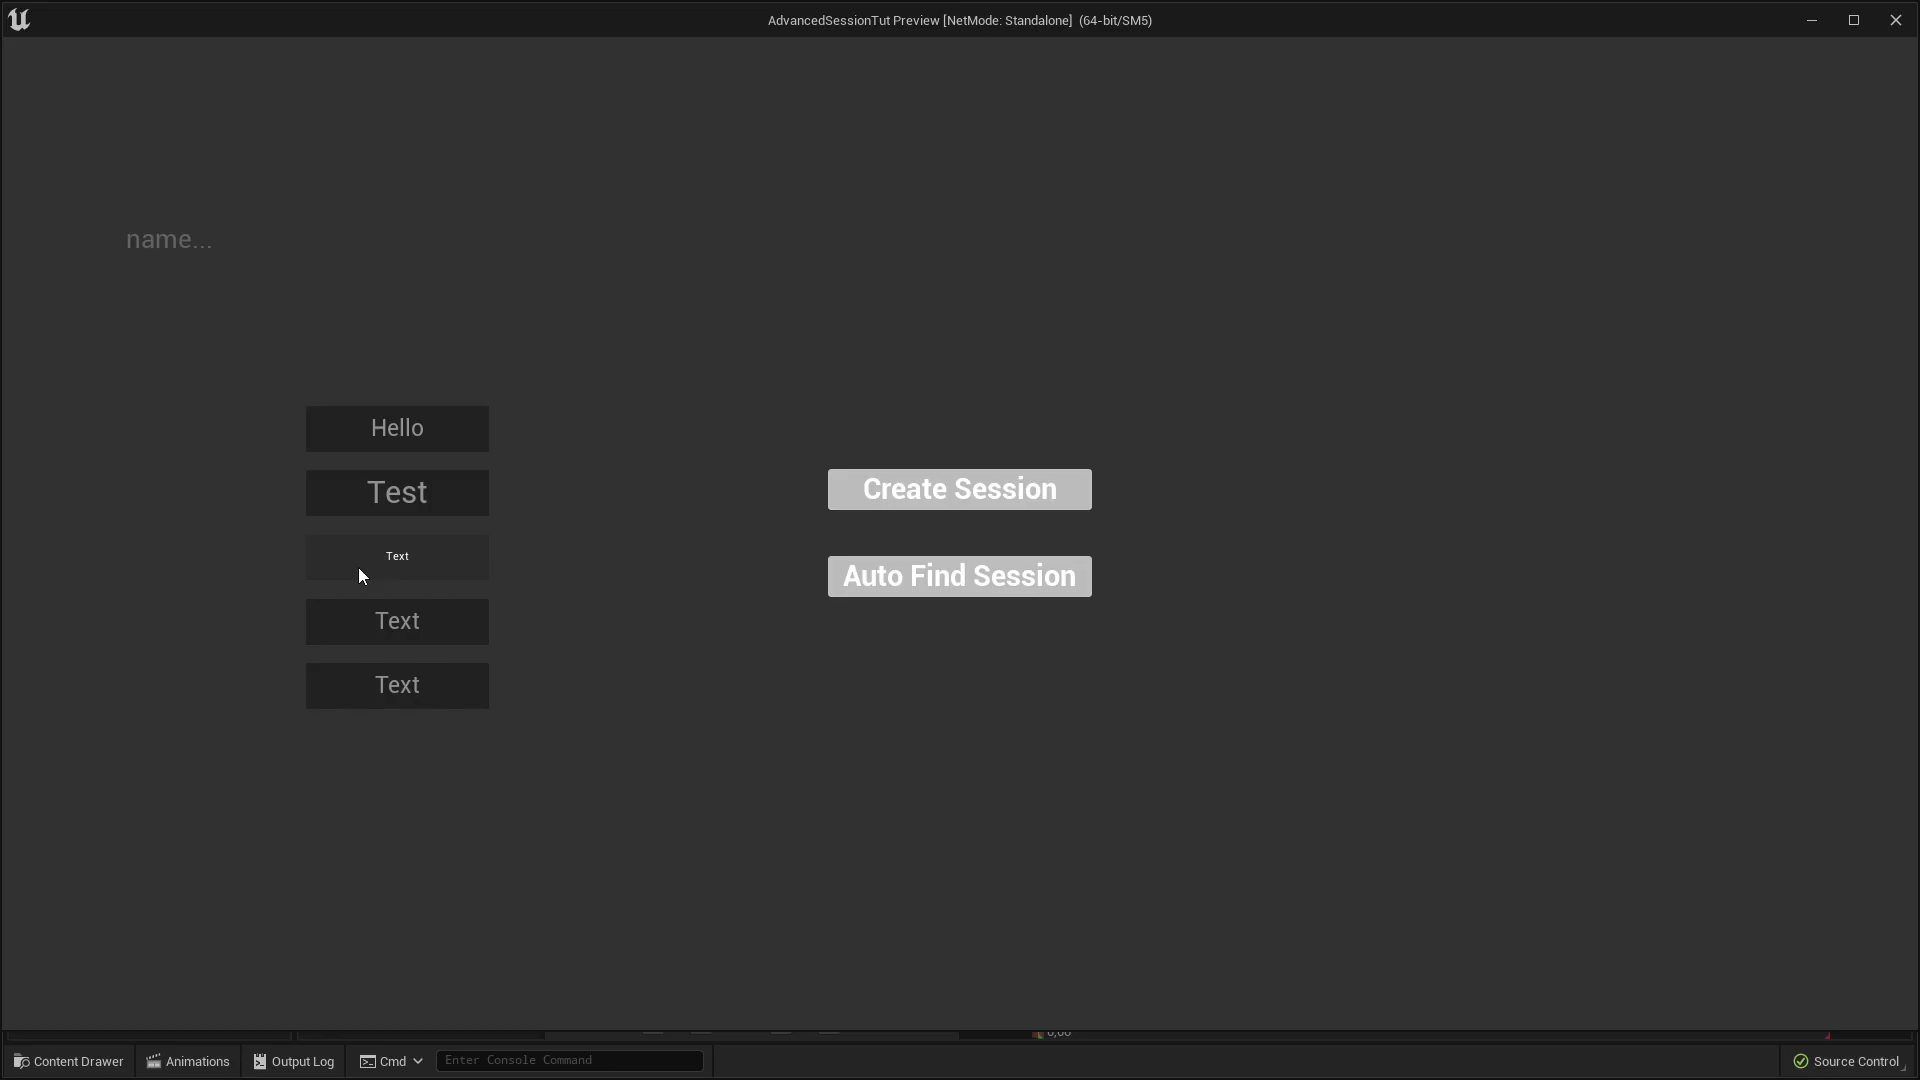 AdvancedSessionTut Preview [NetMode: Standalone] (64-bit/SM5)
name...
Hello
Test
Text
Text
Text
Create Session
Auto Find Session
Content Drawer
Animations
Output Log
Cmd
Enter Console Command
Source Control